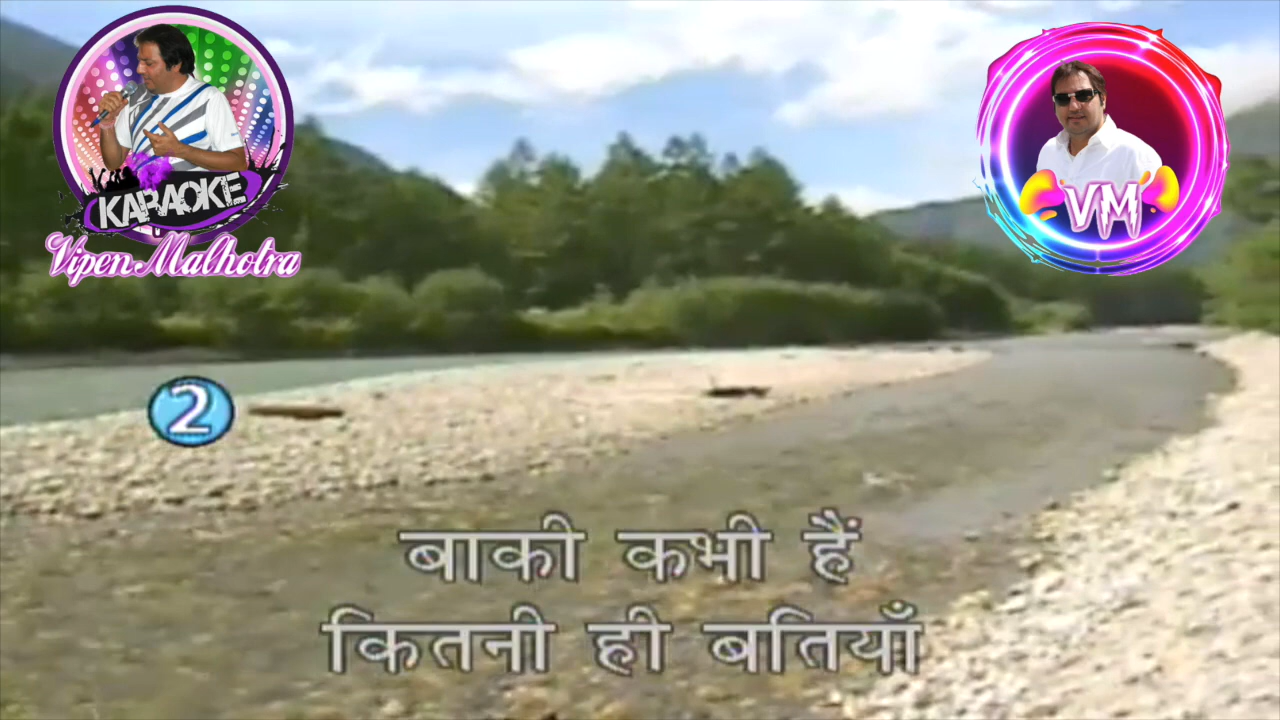 KARAOKE
Vipen Malhotra
VM
2
बाकी कभी हैं
कितनी ही बतियाँ